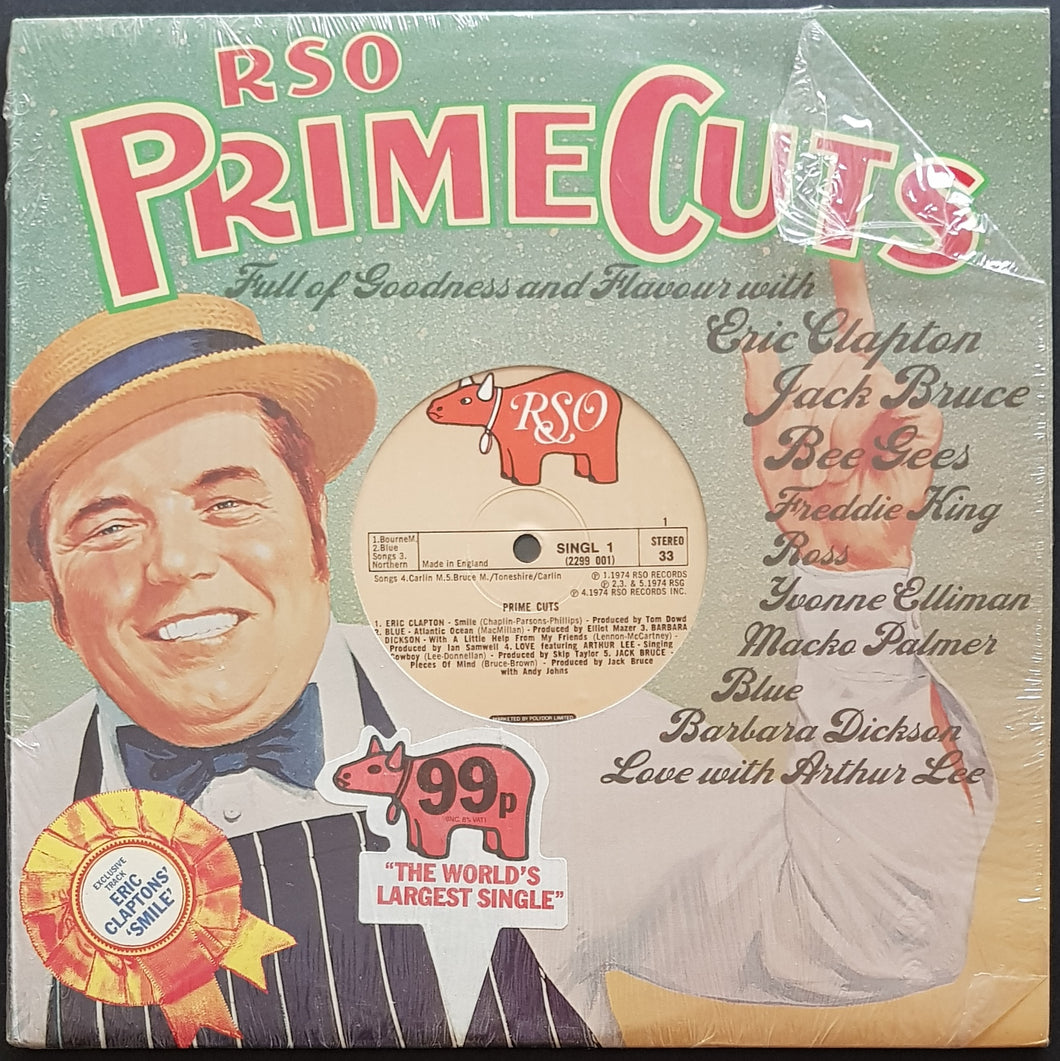 RSO
PRIME CUTS
Full of Goodness and Flavour with
Eric Clapton
Jack Bruce
Bee Gees
Freddie King
Ross
Yvonne Elliman
Macko Palmer
Blue
Barbara Dickson
Love with Arthur Lee
RSO
1.BourneM.
2.Blue
Songs 3.
Northern
Made in England
SINGL 1
(2299 001)
1
STEREO
33
Songs 4.Carlin M.5.Bruce M./Toneshire/Carlin
℗ 1.1974 RSO RECORDS
℗ 2.3. & 5.1974 RSG
℗ 4.1974 RSO RECORDS INC.
PRIME CUTS
1. ERIC CLAPTON - Smile (Chaplin-Parsons-Phillips) - Produced by Tom Dowd
2. BLUE - Atlantic Ocean (MacMillan) - Produced by Elliot Mazer 3. BARBARA
DICKSON - With A Little Help From My Friends (Lennon-McCartney) -
Produced by Ian Samwell 4. LOVE featuring ARTHUR LEE - Singing
Cowboy (Lee-Donnellan) - Produced by Skip Taylor 5. JACK BRUCE -
Pieces Of Mind (Bruce-Brown) - Produced by Jack Bruce
with Andy Johns
MARKETED BY POLYDOR LIMITED
99p
(INC. 8% VAT)
"THE WORLD'S
LARGEST SINGLE"
EXCLUSIVE
TRACK
ERIC
CLAPTONS'
'SMILE'